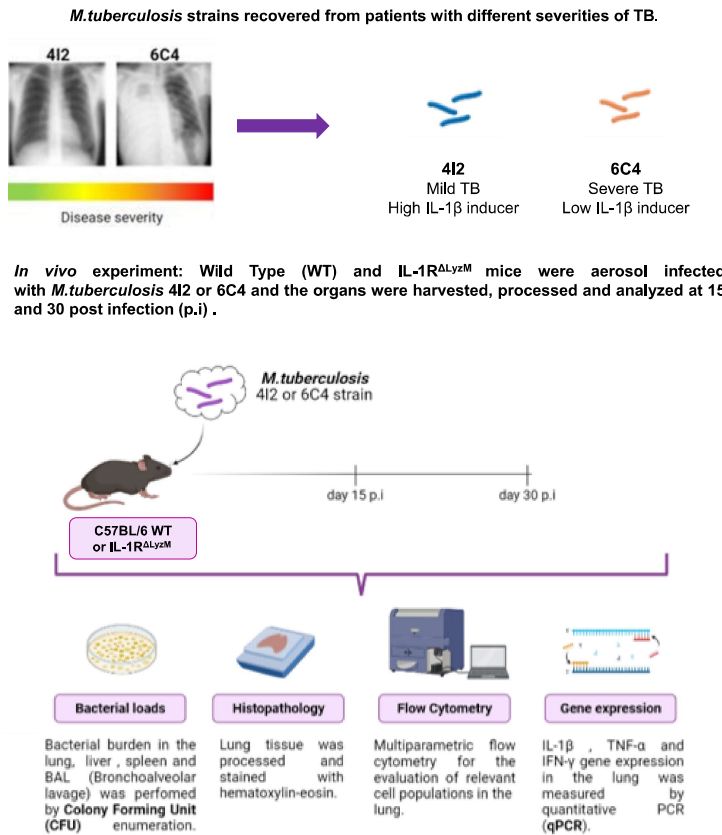 M.tuberculosis strains recovered from patients with different severities of TB.
4I2 6C4
Disease severity
4I2
Mild TB
High IL-1β inducer
6C4
Severe TB
Low IL-1β inducer
In vivo experiment: Wild Type (WT) and IL-1RΔLyzM mice were aerosol infected
with M.tuberculosis 4I2 or 6C4 and the organs were harvested, processed and analyzed at 15
and 30 post infection (p.i) .
M.tuberculosis
4I2 or 6C4 strain
day 15 p.i
day 30 p.i
C57BL/6 WT
or IL-1RΔLyzM
Bacterial loads
Bacterial burden in the
lung, liver , spleen and
BAL (Bronchoalveolar
lavage) was perfomed
by Colony Forming Unit
(CFU) enumeration.
Histopathology
Lung tissue was
processed and
stained with
hematoxylin-eosin.
Flow Cytometry
Multiparametric flow
cytometry for the
evaluation of relevant
cell populations in the
lung.
Gene expression
IL-1β , TNF-α and
IFN-γ gene expression
in the lung was
measured by
quantitative PCR
(qPCR).